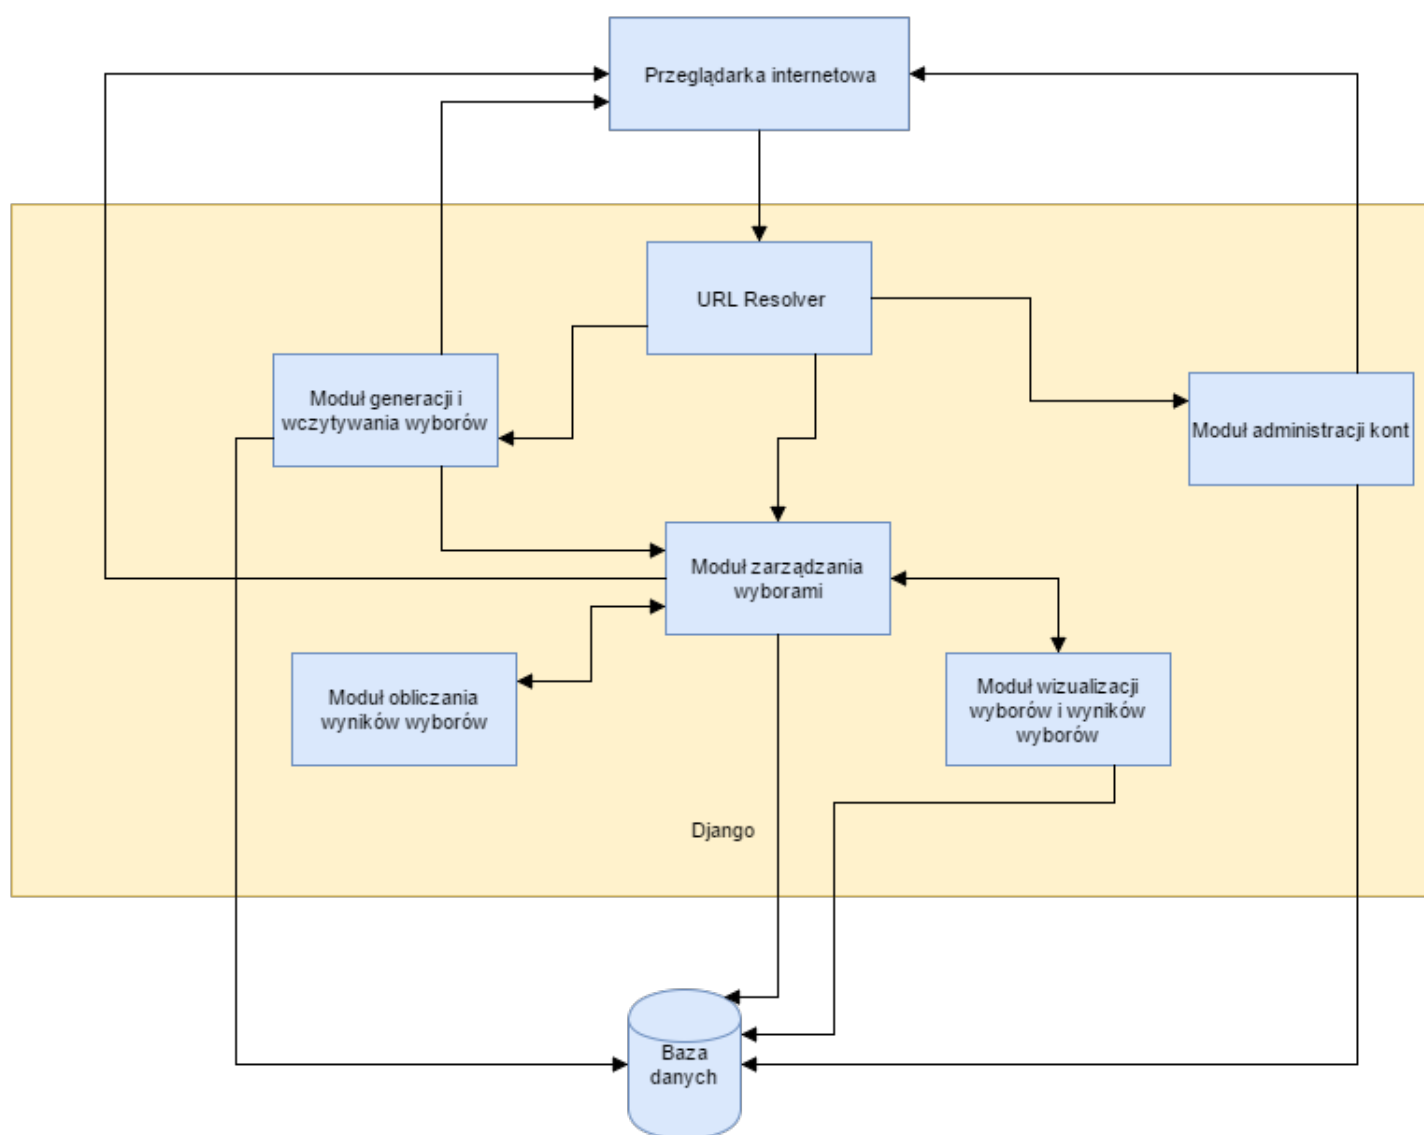 Przeglądarka internetowa
URL Resolver
Moduł generacji i
wczytywania wyborów
Moduł administracji kont
Moduł zarządzania
wyborami
Moduł obliczania
wyników wyborów
Moduł wizualizacji
wyborów i wyników
wyborów
Django
Baza
danych